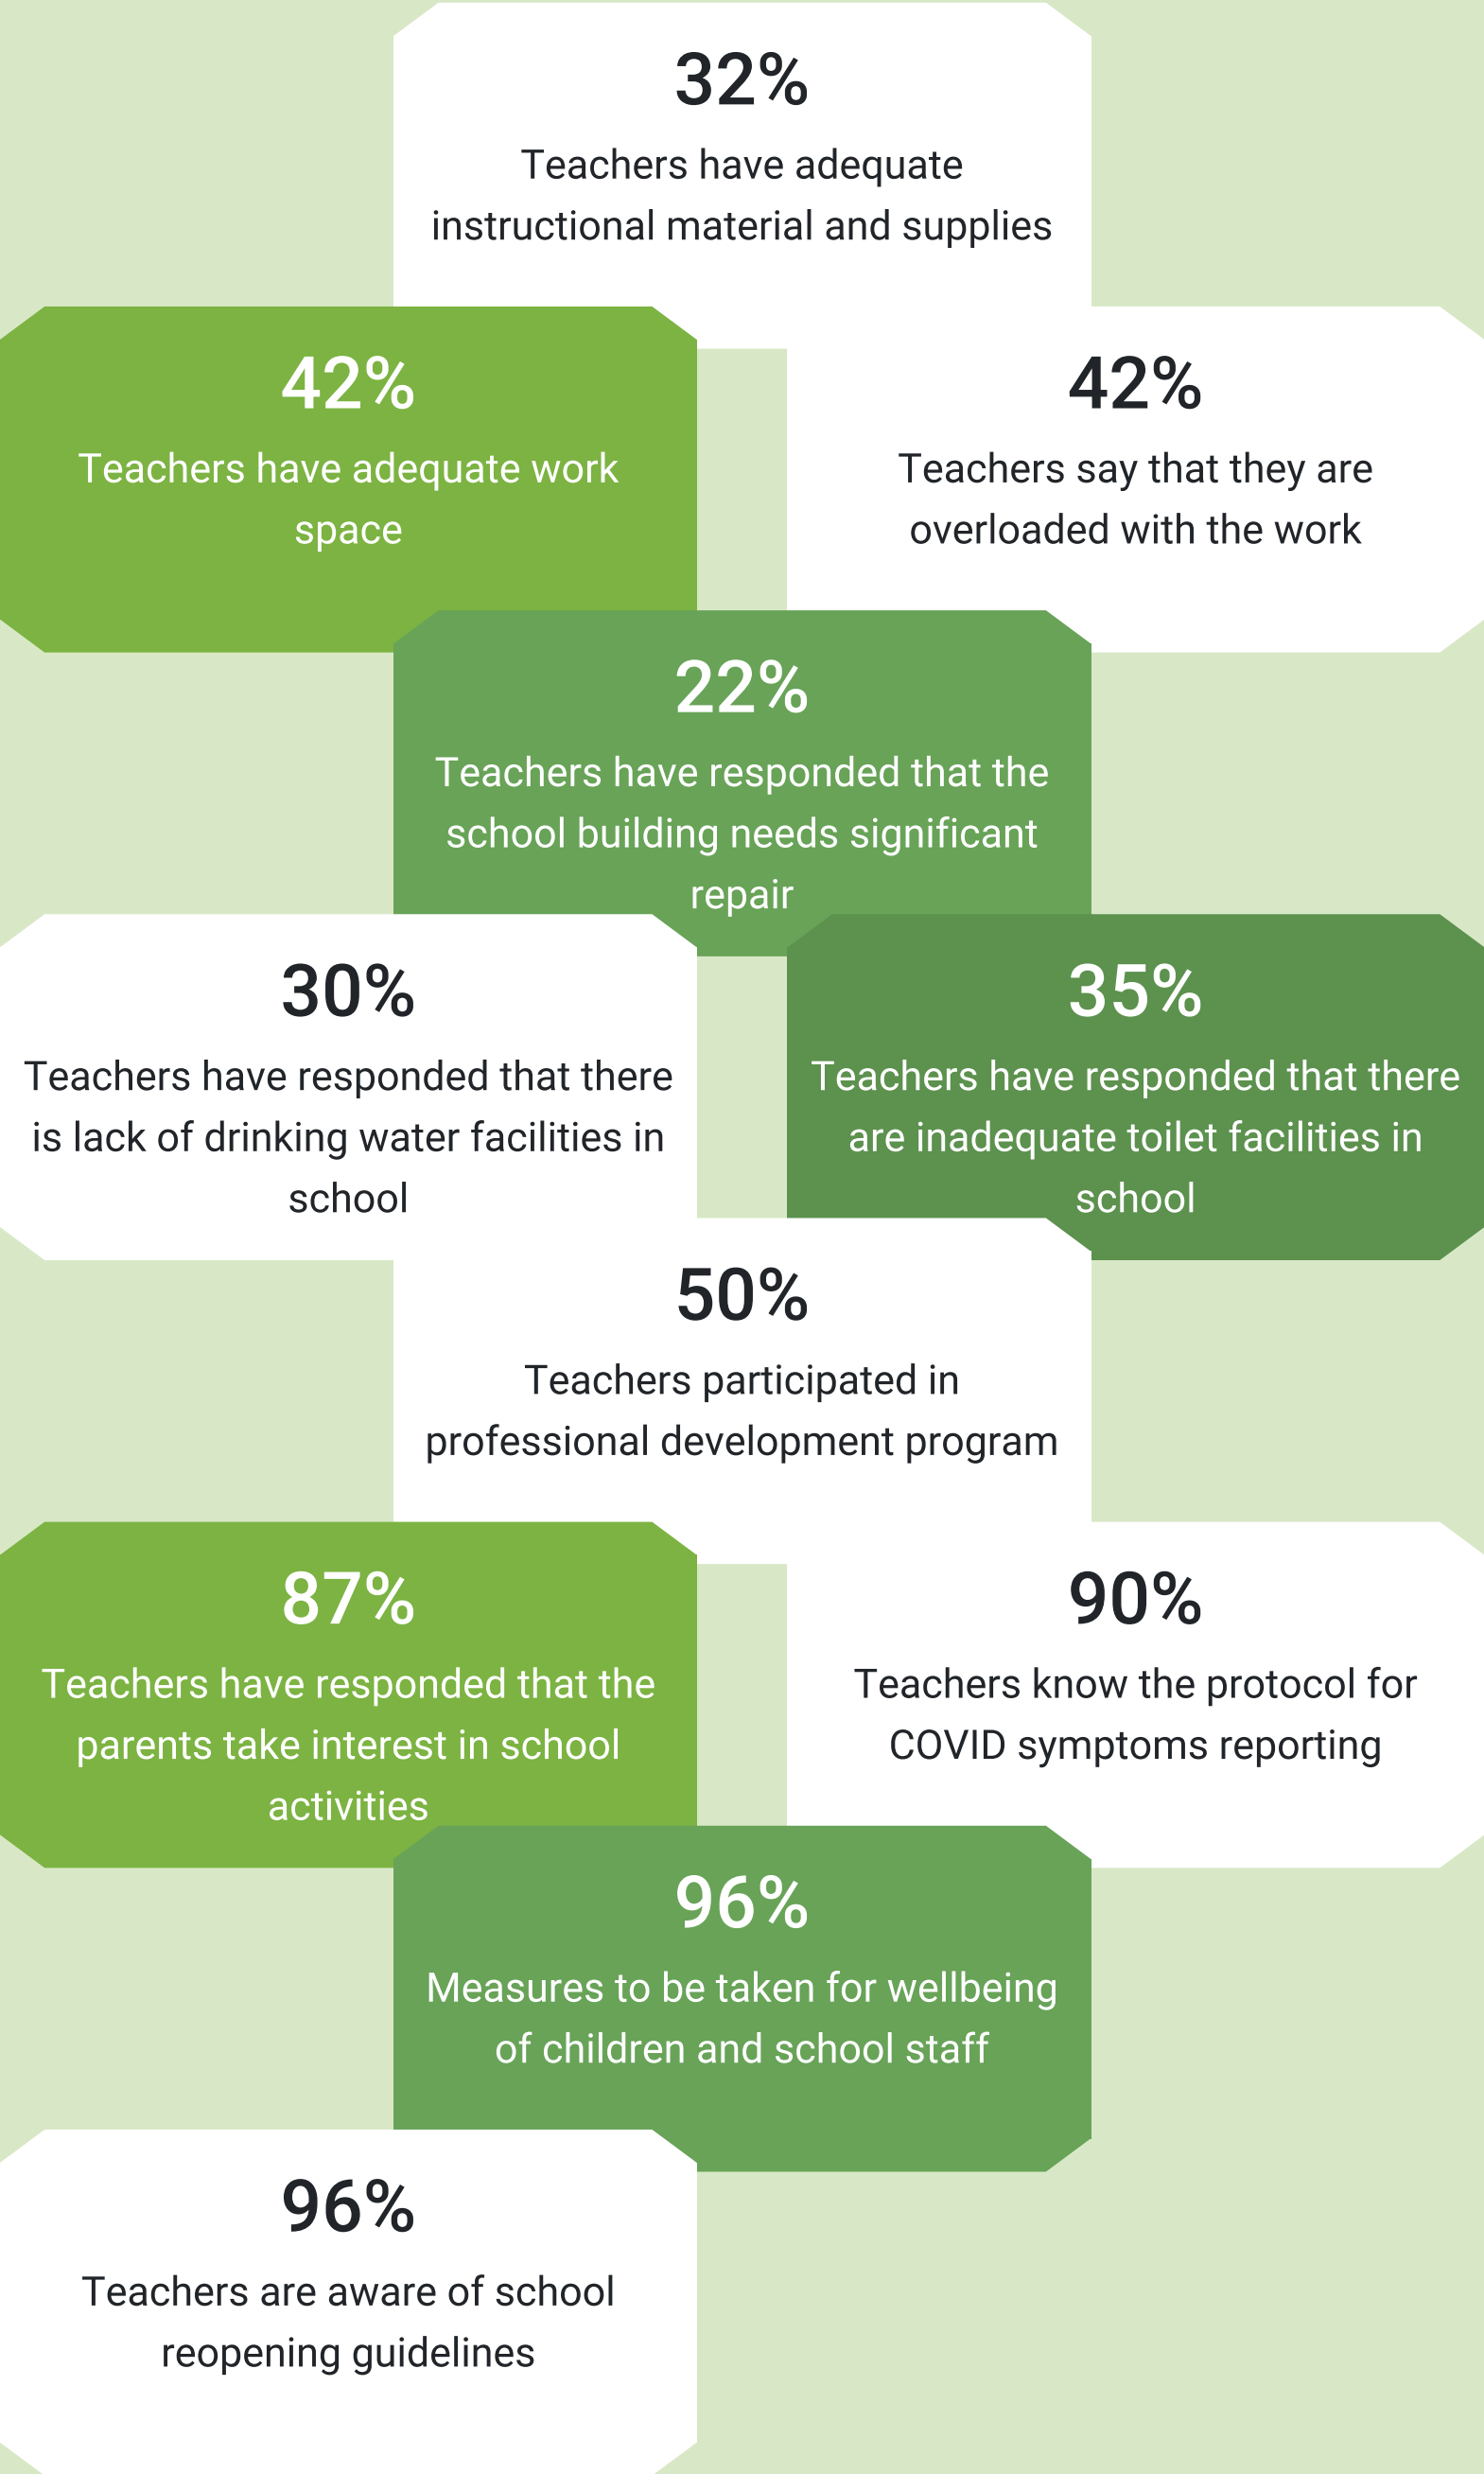 32%
Teachers have adequate
instructional material and supplies
42%
Teachers have adequate work
space
42%
Teachers say that they are
overloaded with the work
22%
Teachers have responded that the
school building needs significant
repair
30%
Teachers have responded that there
is lack of drinking water facilities in
school
35%
Teachers have responded that there
are inadequate toilet facilities in
school
50%
Teachers participated in
professional development program
87%
Teachers have responded that the
parents take interest in school
activities
90%
Teachers know the protocol for
COVID symptoms reporting
96%
Measures to be taken for wellbeing
of children and school staff
96%
Teachers are aware of school
reopening guidelines